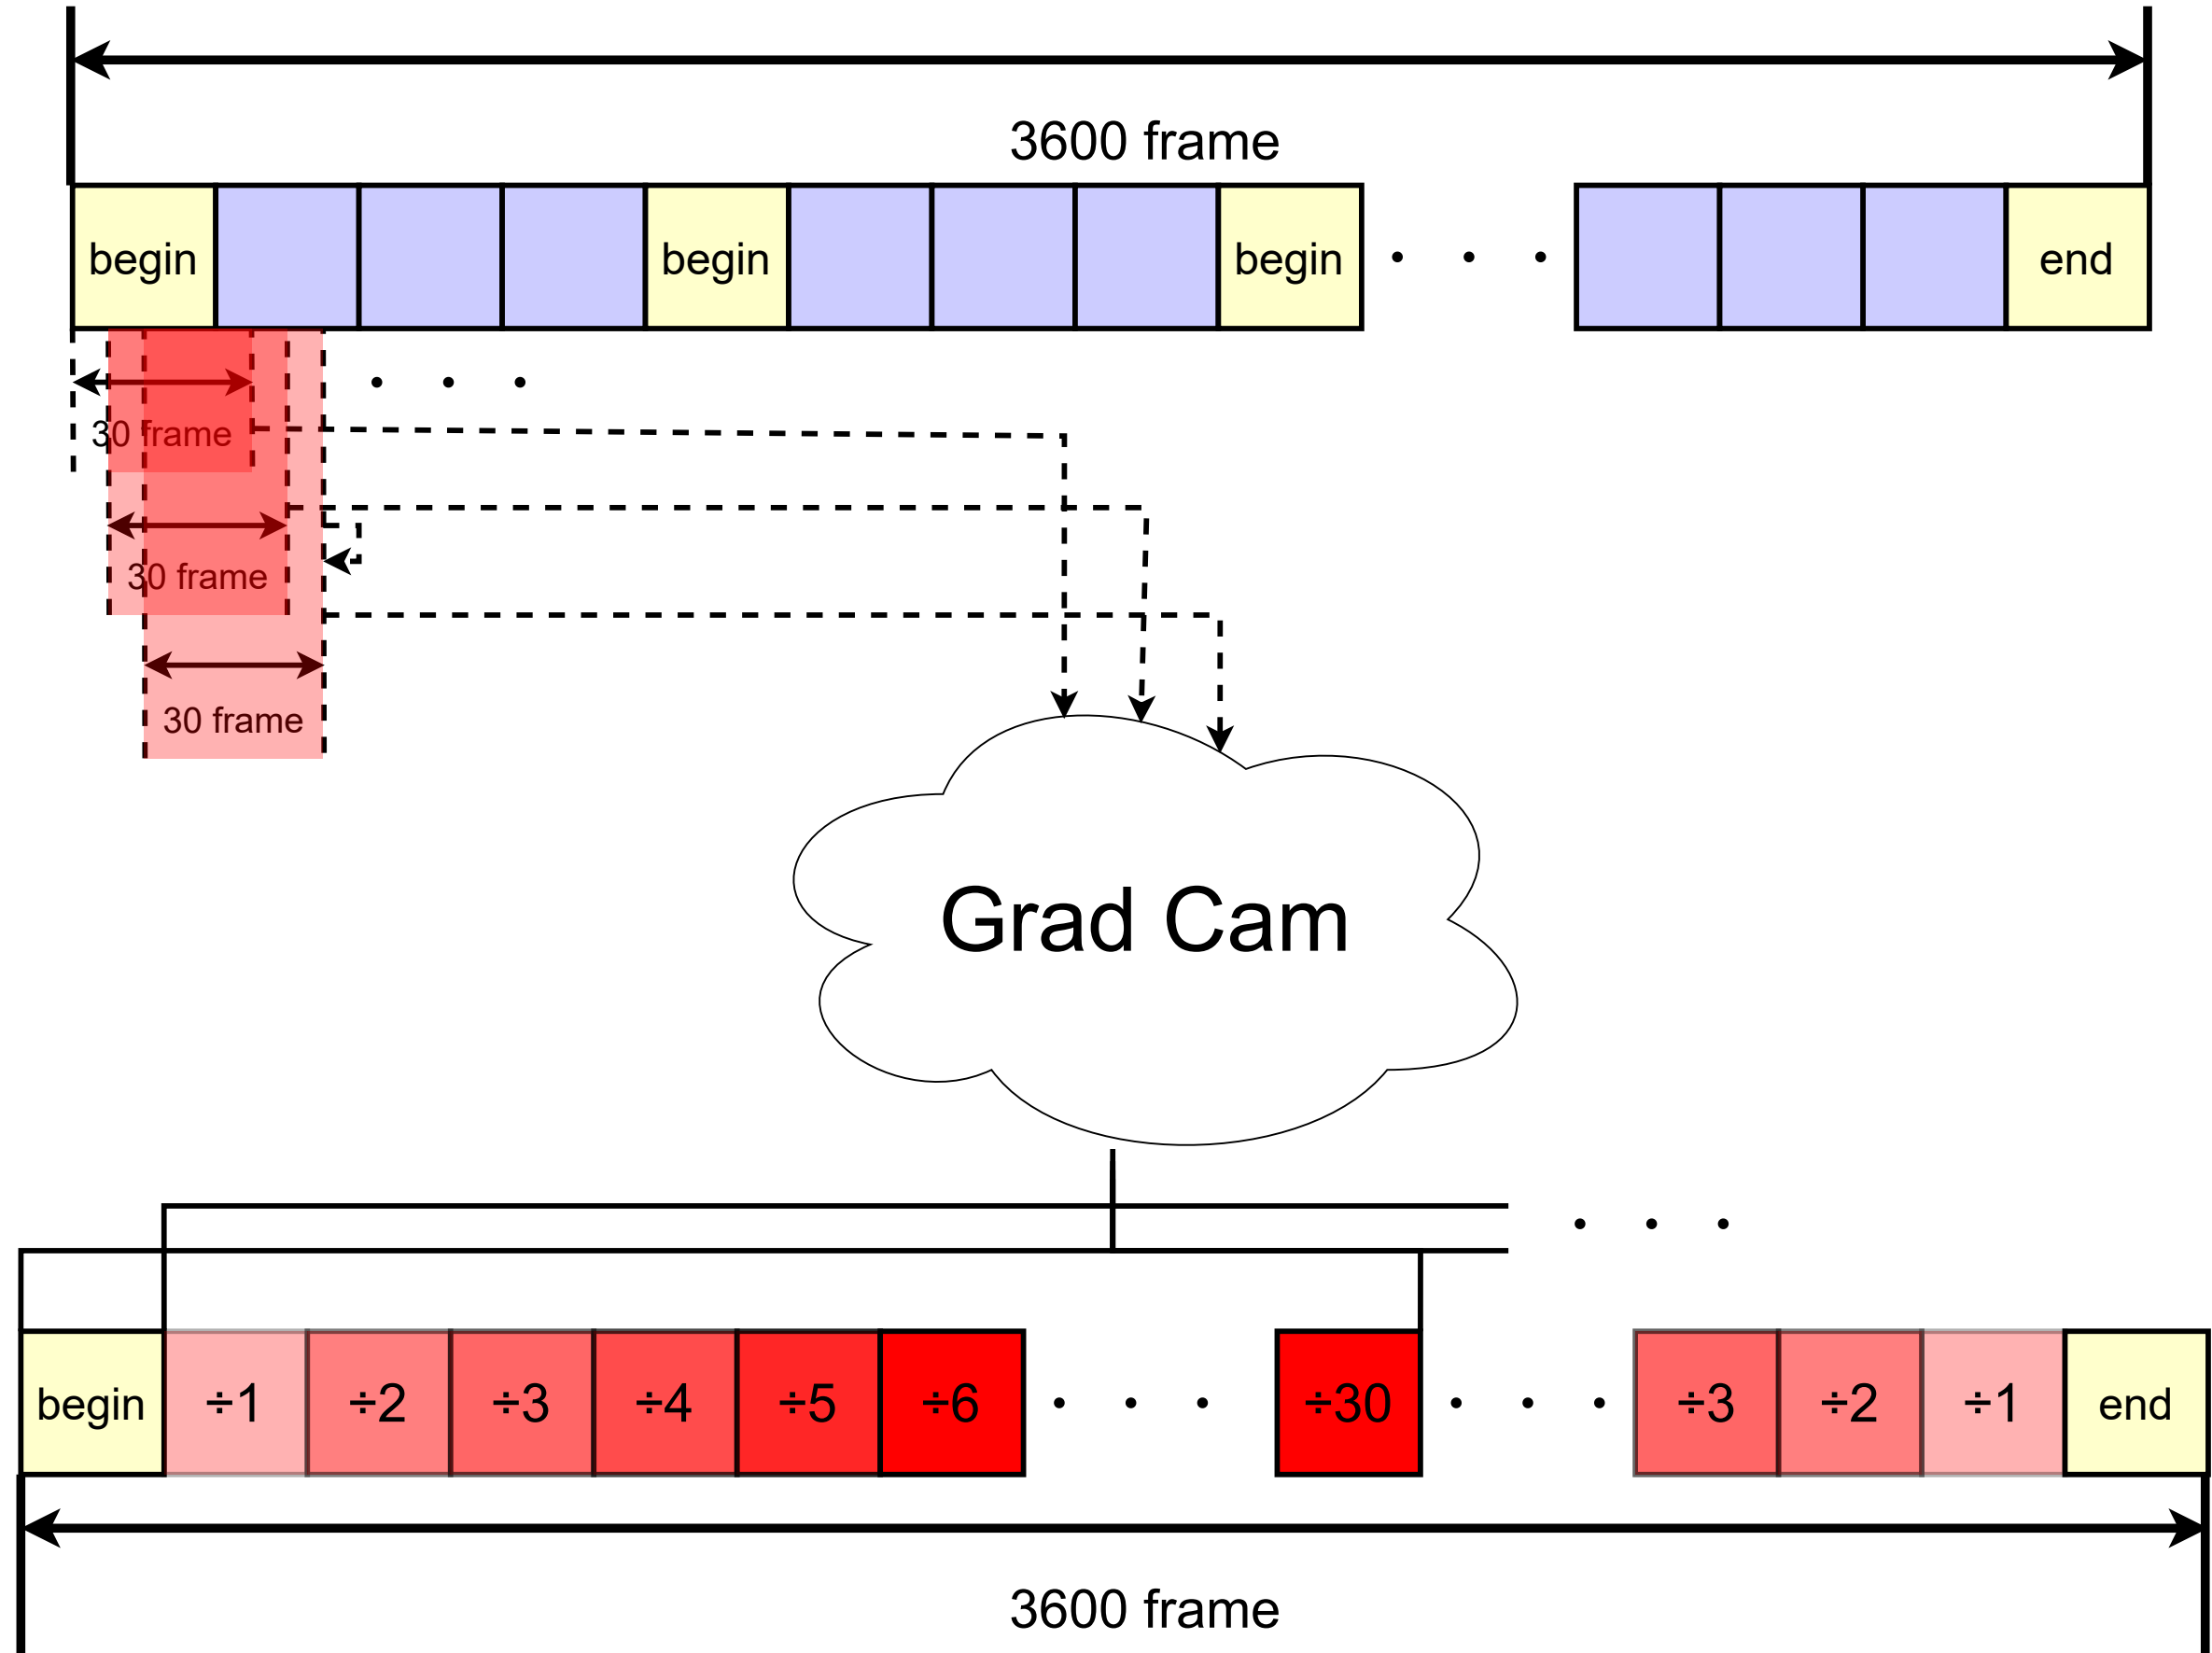 3600 frame
begin begin begin end
30 frame
30 frame
30 frame
Grad Cam
begin ÷1 ÷2 ÷3 ÷4 ÷5 ÷6 ÷30 ÷3 ÷2 ÷1 end
3600 frame